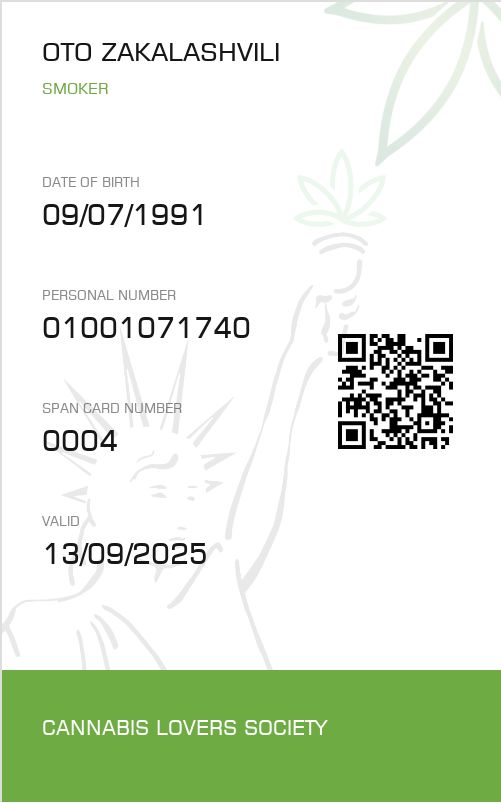 OTO ZAKALASHVILI
SMOKER
DATE OF BIRTH
09/07/1991
PERSONAL NUMBER
01001071740
SPAN CARD NUMBER
0004
VALID
13/09/2025
CANNABIS LOVERS SOCIETY